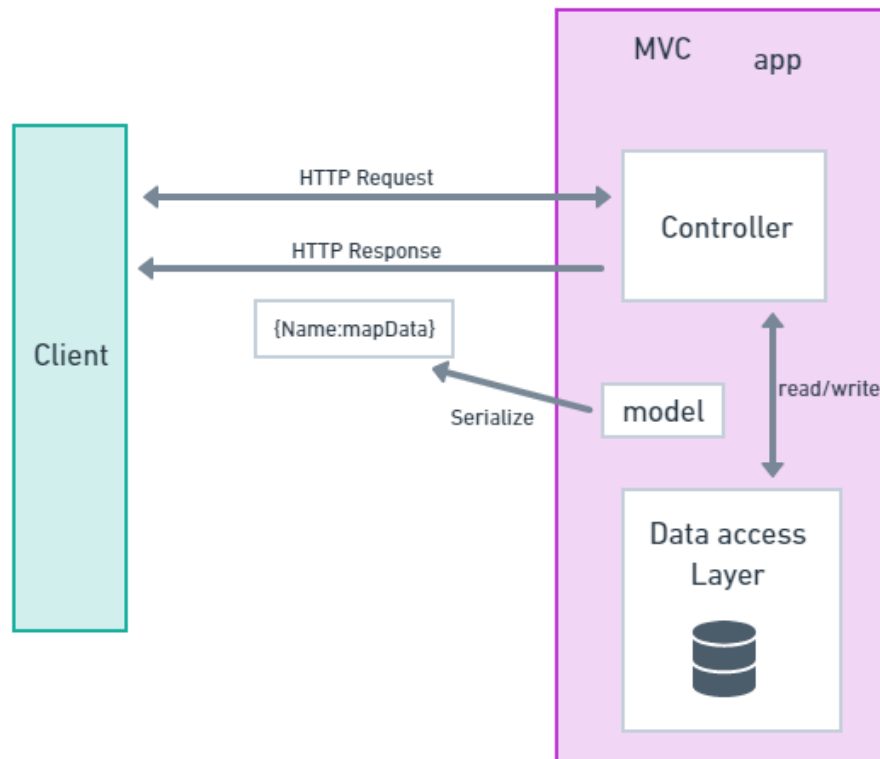 MVC app
HTTP Request
Controller
HTTP Response
{Name:mapData}
Client
Serialize
model
read/write
Data access
Layer